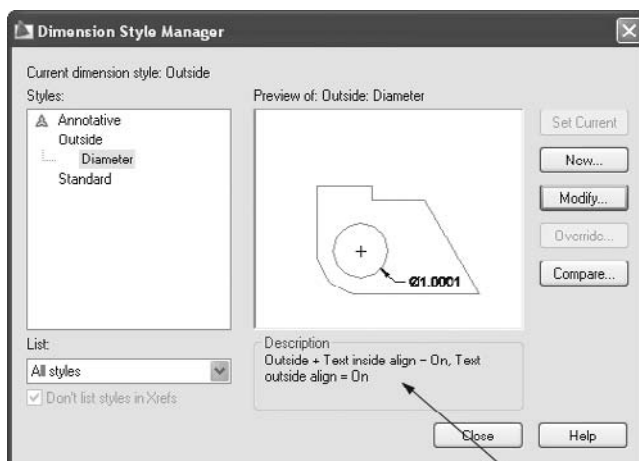 Dimension Style Manager
Current dimension style: Outside
Styles:
Annotative
Outside
Diameter
Standard
List:
All styles
Don't list styles in Xrefs
Preview of: Outside: Diameter
Ø1.0001
Description
Outside + Text inside align - On, Text
outside align = On
Set Current
New...
Modify...
Override...
Compare...
Close
Help